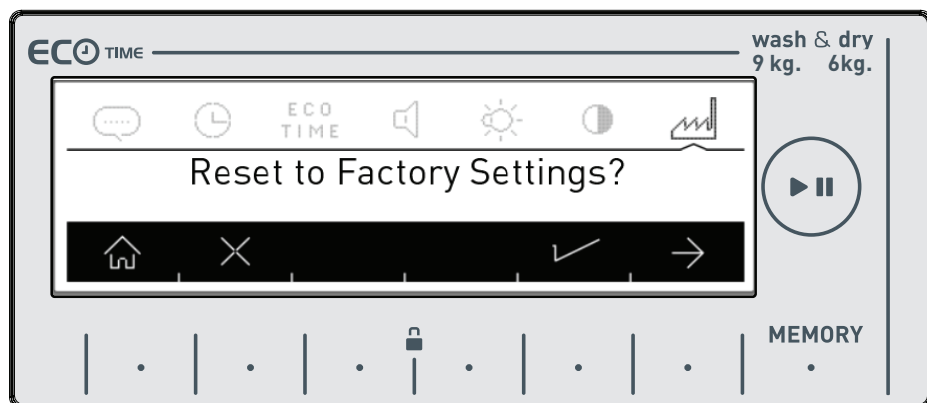 ECO TIME
wash & dry
9 kg. 6kg.
ECO
TIME
Reset to Factory Settings?
MEMORY